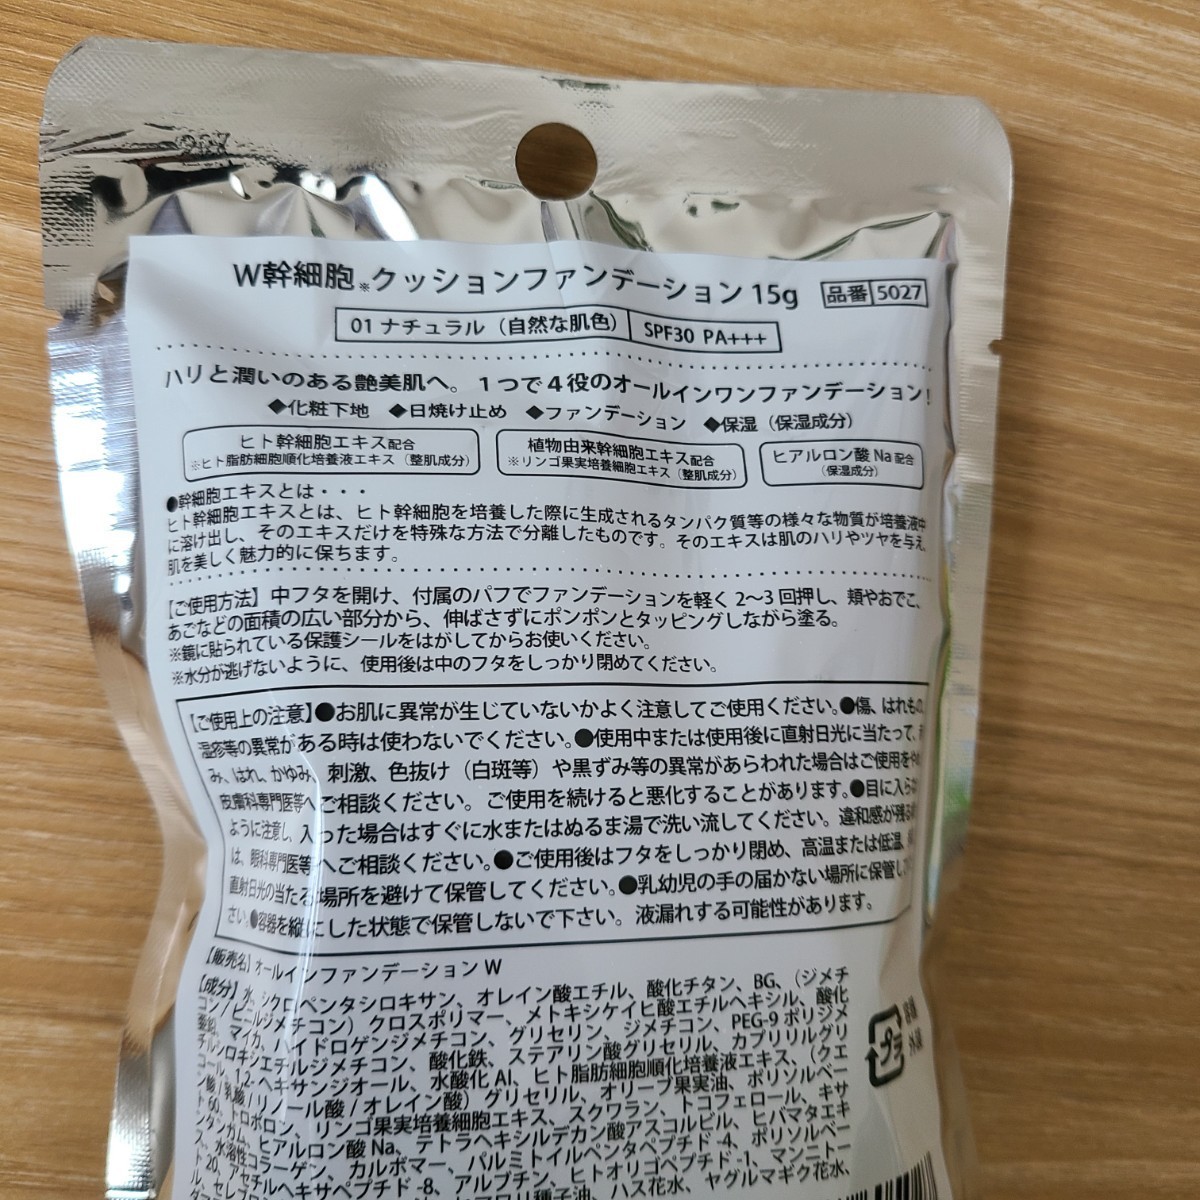 W幹細胞※クッションファンデーション 15g
品番 5027
01 ナチュラル（自然な肌色） SPF30 PA+++
ハリと潤いのある艶美肌へ。1つで4役のオールインワンファンデーション！
◆化粧下地 ◆日焼け止め ◆ファンデーション ◆保湿（保湿成分）
ヒト幹細胞エキス配合
※ヒト脂肪細胞順化培養液エキス（整肌成分）
植物由来幹細胞エキス配合
※リンゴ果実培養細胞エキス（整肌成分）
ヒアルロン酸 Na 配合
（保湿成分）
●幹細胞エキスとは・・・
ヒト幹細胞エキスとは、ヒト幹細胞を培養した際に生成されるタンパク質等の様々な物質が培養液中
に溶け出し、そのエキスだけを特殊な方法で分離したものです。そのエキスは肌のハリやツヤを与え、
肌を美しく魅力的に保ちます。
【ご使用方法】中フタを開け、付属のパフでファンデーションを軽く 2〜3 回押し、頬やおでこ、
あごなどの面積の広い部分から、伸ばさずにポンポンとタッピングしながら塗る。
※鏡に貼られている保護シールをはがしてからお使いください。
※水分が逃げないように、使用後は中のフタをしっかり閉めてください。
【ご使用上の注意】●お肌に異常が生じていないかよく注意してご使用ください。●傷、はれもの、
湿疹等の異常がある時は使わないでください。●使用中または使用後に直射日光に当たって、
み、はれ、かゆみ、刺激、色抜け（白斑等）や黒ずみ等の異常があらわれた場合はご使用を
皮膚科専門医等へご相談ください。ご使用を続けると悪化することがあります。●目に入らない
ように注意し、入った場合はすぐに水またはぬるま湯で洗い流してください。違和感が残る
は、眼科専門医等へご相談ください。●ご使用後はフタをしっかり閉め、高温または低温、
直射日光の当たる場所を避けて保管してください。●乳幼児の手の届かない場所に保管し
さい。●容器を縦にした状態で保管しないで下さい。液漏れする可能性があります。
【販売名】オールインファンデーション W
【成分】水、シクロペンタシロキサン、オレイン酸エチル、酸化チタン、BG、（ジメチ
コン/ビニルジメチコン）クロスポリマー、メトキシケイヒ酸エチルヘキシル、酸化
亜鉛、マイカ、ハイドロゲンジメチコン、グリセリン、ジメチコン、PEG-9 ポリジメ
チルシロキシエチルジメチコン、酸化鉄、ステアリン酸グリセリル、カプリリルグリ
コール、1,2-ヘキサンジオール、水酸化 Al、ヒト脂肪細胞順化培養液エキス、（クエ
ン酸/乳酸/リノール酸/オレイン酸）グリセリル、オリーブ果実油、ポリソルベー
ト 60、トロポロン、リンゴ果実培養細胞エキス、スクワラン、トコフェロール、キサ
ンタンガム、ヒアルロン酸 Na、テトラヘキシルデカン酸アスコルビル、ヒバマタエキ
ス、水溶性コラーゲン、カルボマー、パルミトイルペンタペプチド-4、ポリソルベー
ト 20、アセチルヘキサペプチド-8、アルブチン、ヒトオリゴペプチド-1、マンニトー
ル、ハス花水、ヤグルマギク花水、
プラ